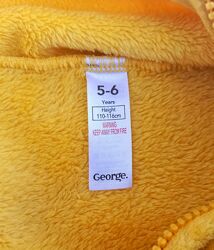 5-6
Years
Height
110-116cm
WARNING
KEEP AWAY FROM FIRE
George.